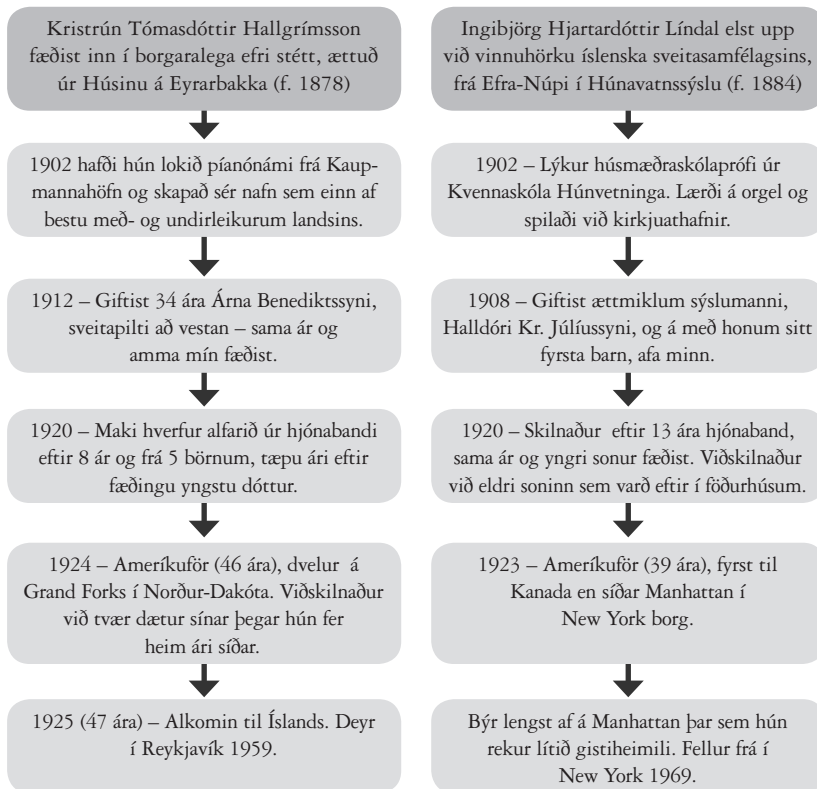 Kristrún Tómasdóttir Hallgrímsson
fæðist inn í borgaralega efri stétt, ættuð
úr Húsinu á Eyrarbakka (f. 1878)
1902 hafði hún lokið píanónámi frá Kaup-
mannahöfn og skapað sér nafn sem einn af
bestu með- og undirleikurum landsins.
1912 – Giftist 34 ára Árna Benediktssyni,
sveitapilti að vestan – sama ár og
amma mín fæðist.
1920 – Maki hverfur alfarið úr hjónabandi
eftir 8 ár og frá 5 börnum, tæpu ári eftir
fæðingu yngstu dóttur.
1924 – Ameríkuför (46 ára), dvelur á
Grand Forks í Norður-Dakóta. Viðskilnaður
við tvær dætur sínar þegar hún fer
heim ári síðar.
1925 (47 ára) – Alkomin til Íslands. Deyr
í Reykjavík 1959.
Ingibjörg Hjartardóttir Líndal elst upp
við vinnuhörku íslenska sveitasamfélagsins,
frá Efra-Núpi í Húnavatnssýslu (f. 1884)
1902 – Lýkur húsmæðraskólaprófi úr
Kvennaskóla Húnvetninga. Lærði á orgel og
spilaði við kirkjuathafnir.
1908 – Giftist ættmiklum sýslumanni,
Halldóri Kr. Júlíussyni, og á með honum sitt
fyrsta barn, afa minn.
1920 – Skilnaður eftir 13 ára hjónaband,
sama ár og yngri sonur fæðist. Viðskilnaður
við eldri soninn sem varð eftir í föðurhúsum.
1923 – Ameríkuför (39 ára), fyrst til
Kanada en síðar Manhattan í
New York borg.
Býr lengst af á Manhattan þar sem hún
rekur lítið gistiheimili. Fellur frá í
New York 1969.